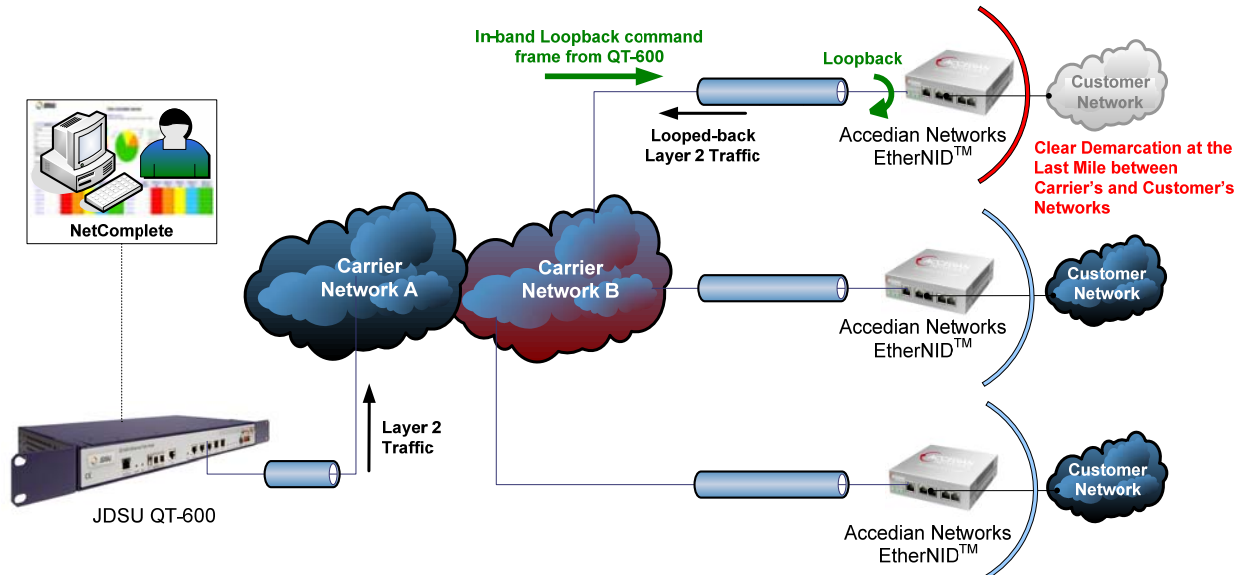 In-band Loopback command
frame from QT-600
Loopback
Customer
Network
Looped-back
Layer 2 Traffic
Accedian Networks
EtherNID™
Clear Demarcation at the
Last Mile between
Carrier's and Customer's
Networks
NetComplete
Carrier
Network A
Carrier
Network B
Accedian Networks
EtherNID™
Customer
Network
Layer 2
Traffic
JDSU QT-600
Accedian Networks
EtherNID™
Customer
Network